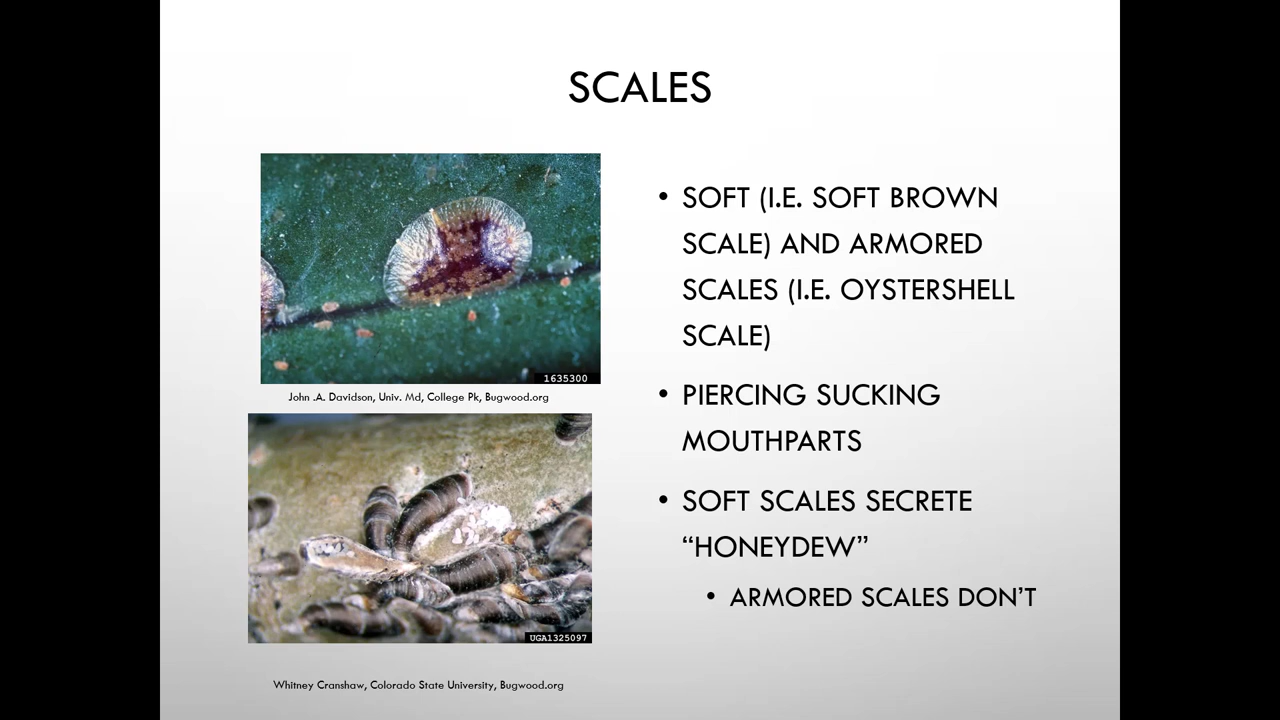 SCALES
1635300
John .A. Davidson, Univ. Md, College Pk, Bugwood.org
UGA1325097
Whitney Cranshaw, Colorado State University, Bugwood.org
• SOFT (I.E. SOFT BROWN
SCALE) AND ARMORED
SCALES (I.E. OYSTERSHELL
SCALE)
• PIERCING SUCKING
MOUTHPARTS
• SOFT SCALES SECRETE
“HONEYDEW”
• ARMORED SCALES DON’T